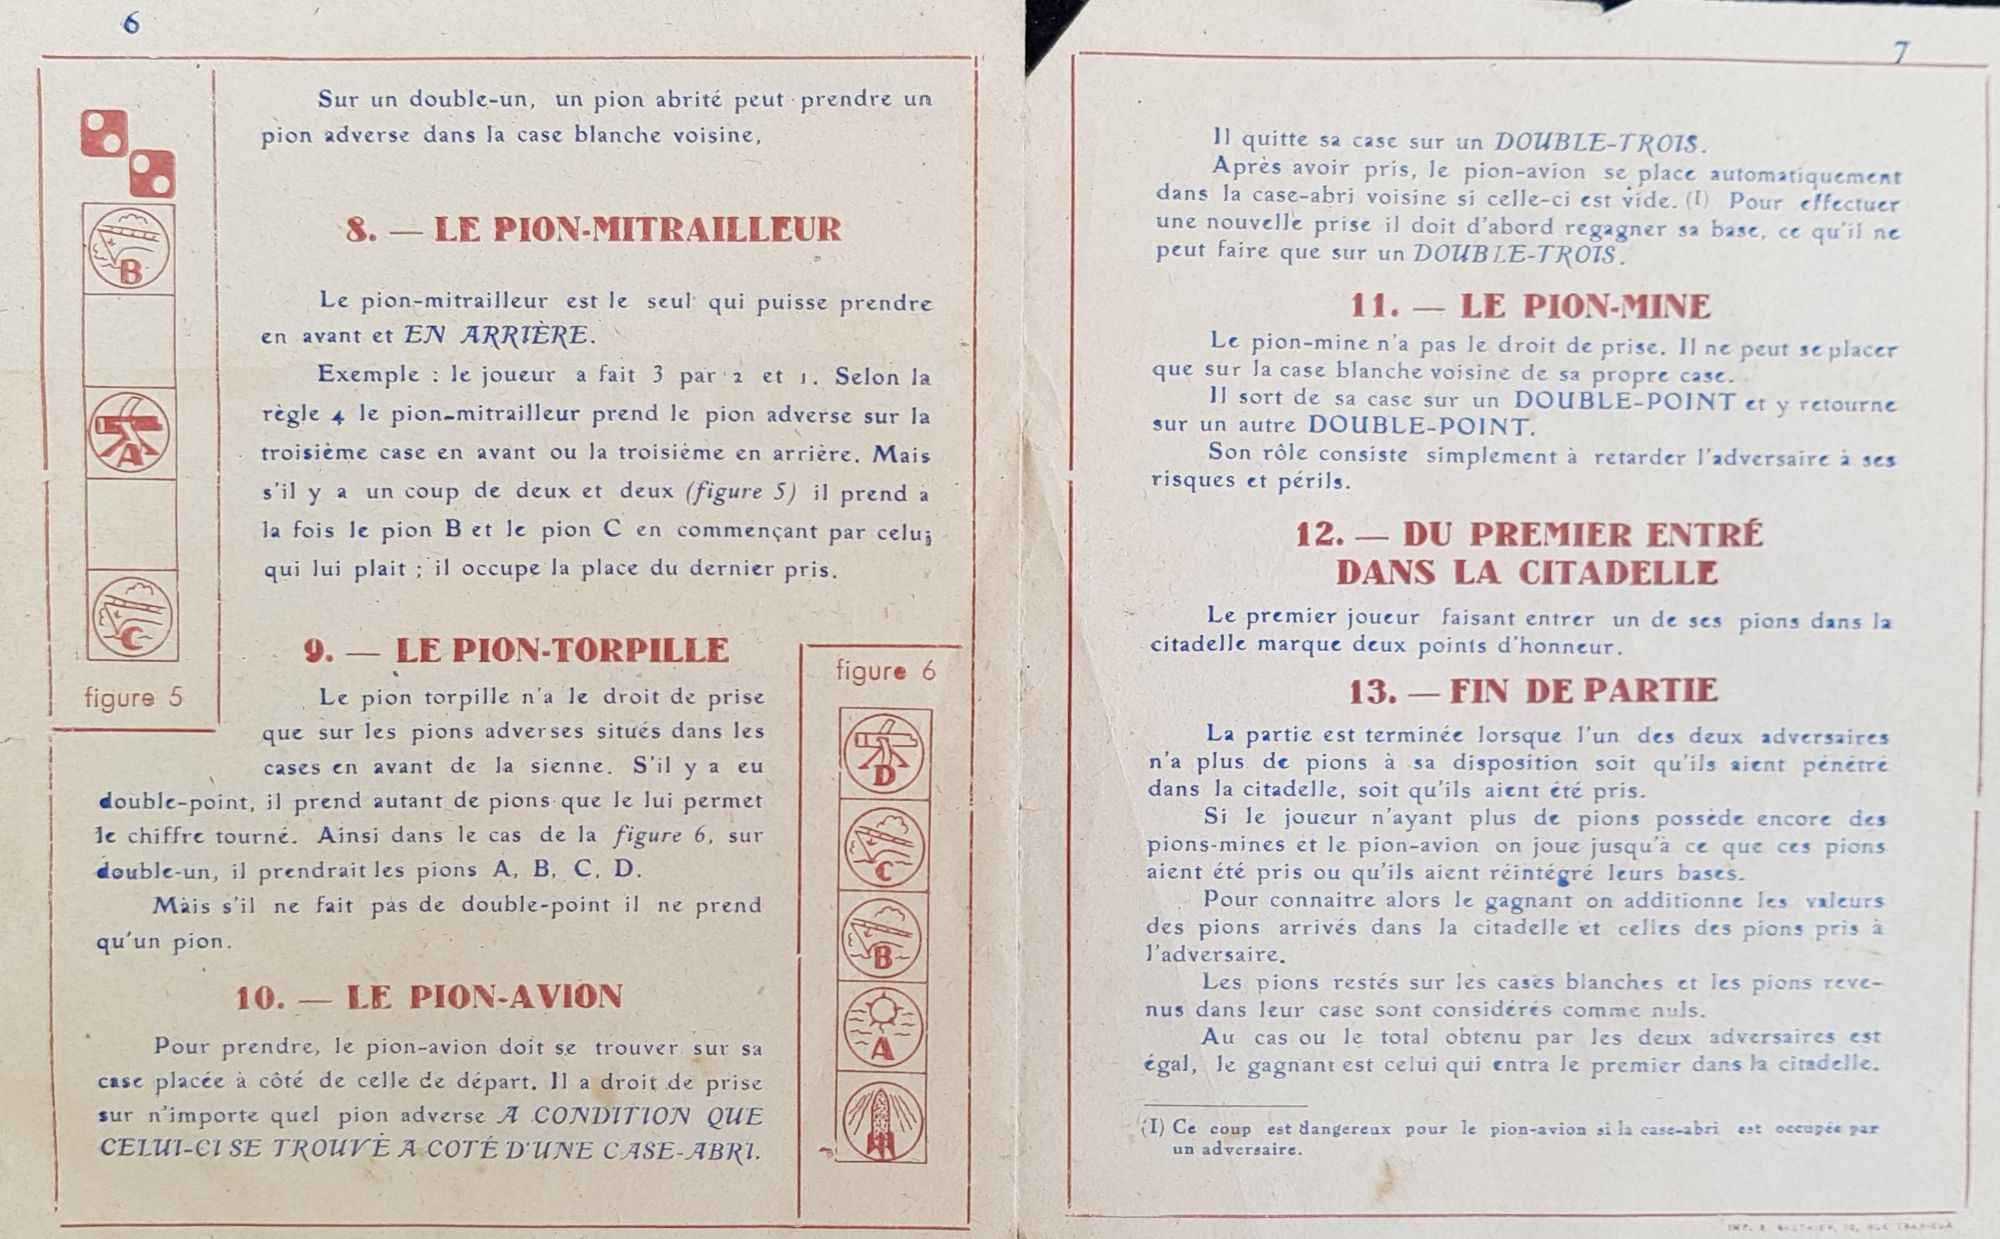 6
Sur un double-un, un pion abrité peut prendre un
pion adverse dans la case blanche voisine,
8. — LE PION-MITRAILLEUR
Le pion-mitrailleur est le seul qui puisse prendre
en avant et EN ARRIÈRE.
Exemple : le joueur a fait 3 par 2 et 1. Selon la
règle 4 le pion-mitrailleur prend le pion adverse sur la
troisième case en avant ou la troisième en arrière. Mais
s'il y a un coup de deux et deux (figure 5) il prend a
la fois le pion B et le pion C en commençant par celui
qui lui plait ; il occupe la place du dernier pris.
B
A
C
figure 5
9. — LE PION-TORPILLE
Le pion torpille n'a le droit de prise
que sur les pions adverses situés dans les
cases en avant de la sienne. S'il y a eu
double-point, il prend autant de pions que le lui permet
le chiffre tourné. Ainsi dans le cas de la figure 6, sur
double-un, il prendrait les pions A, B, C, D.
Mais s'il ne fait pas de double-point il ne prend
qu'un pion.
figure 6
D
C
B
A
10. — LE PION-AVION
Pour prendre, le pion-avion doit se trouver sur sa
case placée à côté de celle de départ. Il a droit de prise
sur n'importe quel pion adverse A CONDITION QUE
CELUI-CI SE TROUVE A COTÉ D'UNE CASE-ABRI.
7
Il quitte sa case sur un DOUBLE-TROIS.
Après avoir pris, le pion-avion se place automatiquement
dans la case-abri voisine si celle-ci est vide. (I) Pour effectuer
une nouvelle prise il doit d'abord regagner sa base, ce qu'il ne
peut faire que sur un DOUBLE-TROIS.
11. — LE PION-MINE
Le pion-mine n'a pas le droit de prise. Il ne peut se placer
que sur la case blanche voisine de sa propre case.
Il sort de sa case sur un DOUBLE-POINT et y retourne
sur un autre DOUBLE-POINT.
Son rôle consiste simplement à retarder l'adversaire à ses
risques et périls.
12. — DU PREMIER ENTRÉ
DANS LA CITADELLE
Le premier joueur faisant entrer un de ses pions dans la
citadelle marque deux points d'honneur.
13. — FIN DE PARTIE
La partie est terminée lorsque l'un des deux adversaires
n'a plus de pions à sa disposition soit qu'ils aient pénétré
dans la citadelle, soit qu'ils aient été pris.
Si le joueur n'ayant plus de pions possède encore des
pions-mines et le pion-avion on joue jusqu'à ce que ces pions
aient été pris ou qu'ils aient réintégré leurs bases.
Pour connaitre alors le gagnant on additionne les valeurs
des pions arrivés dans la citadelle et celles des pions pris à
l'adversaire.
Les pions restés sur les cases blanches et les pions reve-
nus dans leur case sont considérés comme nuls.
Au cas ou le total obtenu par les deux adversaires est
égal, le gagnant est celui qui entra le premier dans la citadelle.
(I) Ce coup est dangereux pour le pion-avion si la case-abri est occupée par
un adversaire.